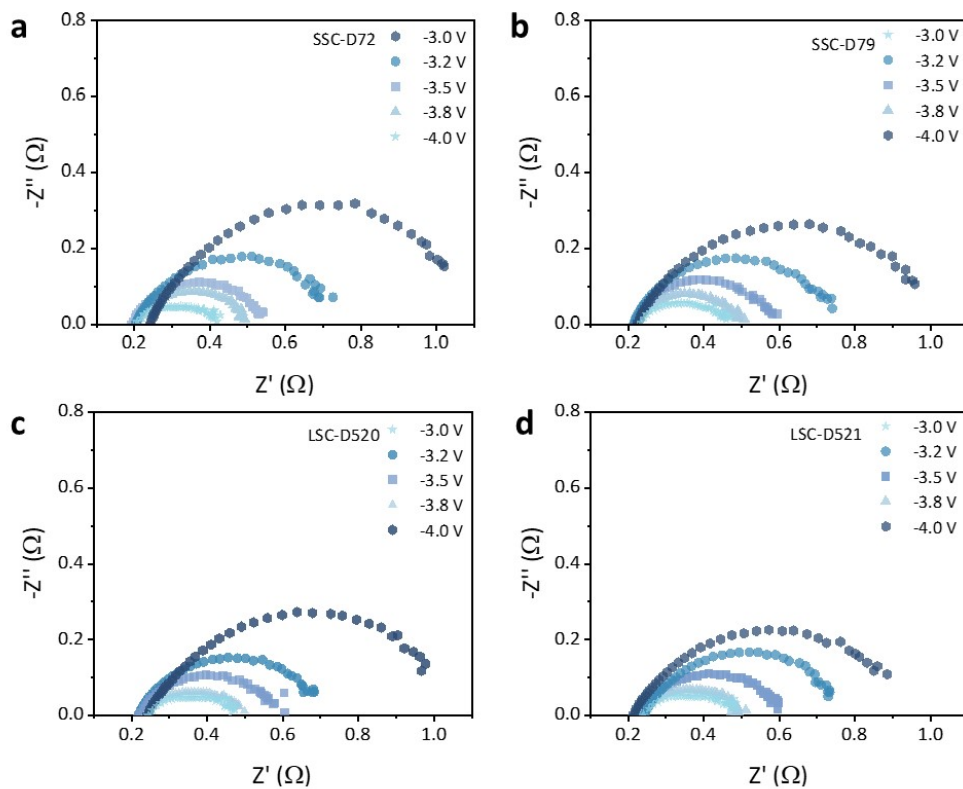 a
SSC-D72
-3.0 V
-3.2 V
-3.5 V
-3.8 V
-4.0 V
0.8
0.6
0.4
0.2
0.0
-Z'' (Ω)
0.2 0.4 0.6 0.8 1.0
Z' (Ω)
b
SSC-D79
-3.0 V
-3.2 V
-3.5 V
-3.8 V
-4.0 V
0.8
0.6
0.4
0.2
0.0
-Z'' (Ω)
0.2 0.4 0.6 0.8 1.0
Z' (Ω)
c
LSC-D520
-3.0 V
-3.2 V
-3.5 V
-3.8 V
-4.0 V
0.8
0.6
0.4
0.2
0.0
-Z'' (Ω)
0.2 0.4 0.6 0.8 1.0
Z' (Ω)
d
LSC-D521
-3.0 V
-3.2 V
-3.5 V
-3.8 V
-4.0 V
0.8
0.6
0.4
0.2
0.0
-Z'' (Ω)
0.2 0.4 0.6 0.8 1.0
Z' (Ω)